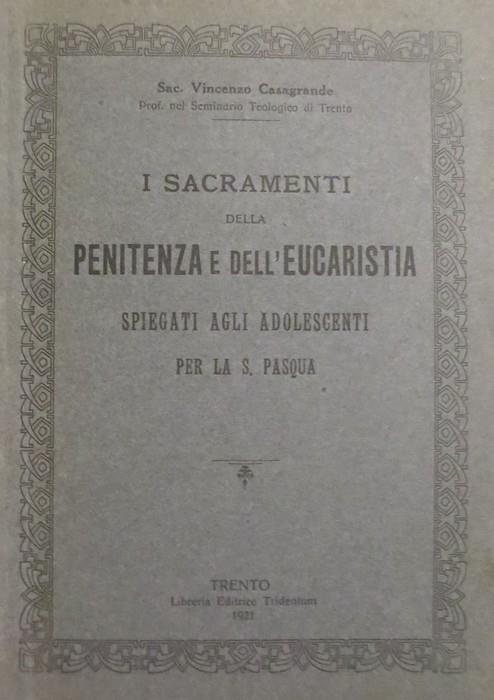 Sac. Vincenzo Casagrande
Prof. nel Seminario Teologico di Trento
I SACRAMENTI
DELLA
PENITENZA E DELL'EUCARISTIA
SPIEGATI AGLI ADOLESCENTI
PER LA S. PASQUA
TRENTO
Libreria Editrice Tridentum
1921